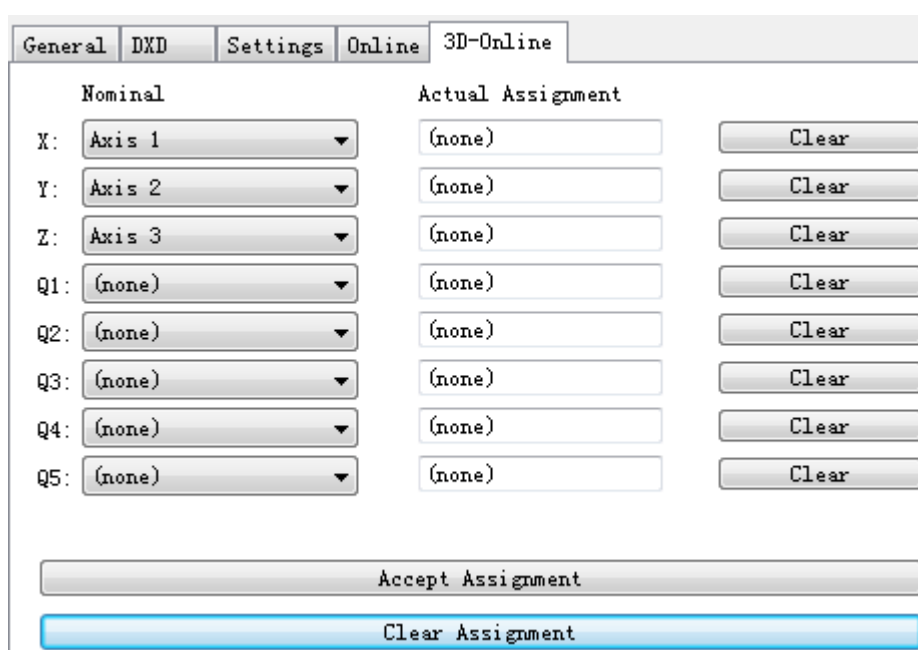 General DXD Settings Online 3D-Online
Nominal Actual Assignment
X: Axis 1 (none) Clear
Y: Axis 2 (none) Clear
Z: Axis 3 (none) Clear
Q1: (none) (none) Clear
Q2: (none) (none) Clear
Q3: (none) (none) Clear
Q4: (none) (none) Clear
Q5: (none) (none) Clear
Accept Assignment
Clear Assignment